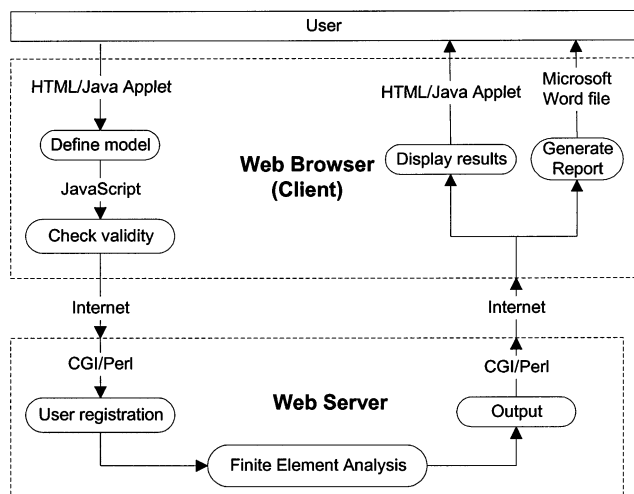 User
HTML/Java Applet
HTML/Java Applet
Microsoft
Word file
Define model
Web Browser
(Client)
Display results
Generate
Report
JavaScript
Check validity
Internet
Internet
CGI/Perl
CGI/Perl
User registration
Web Server
Output
Finite Element Analysis